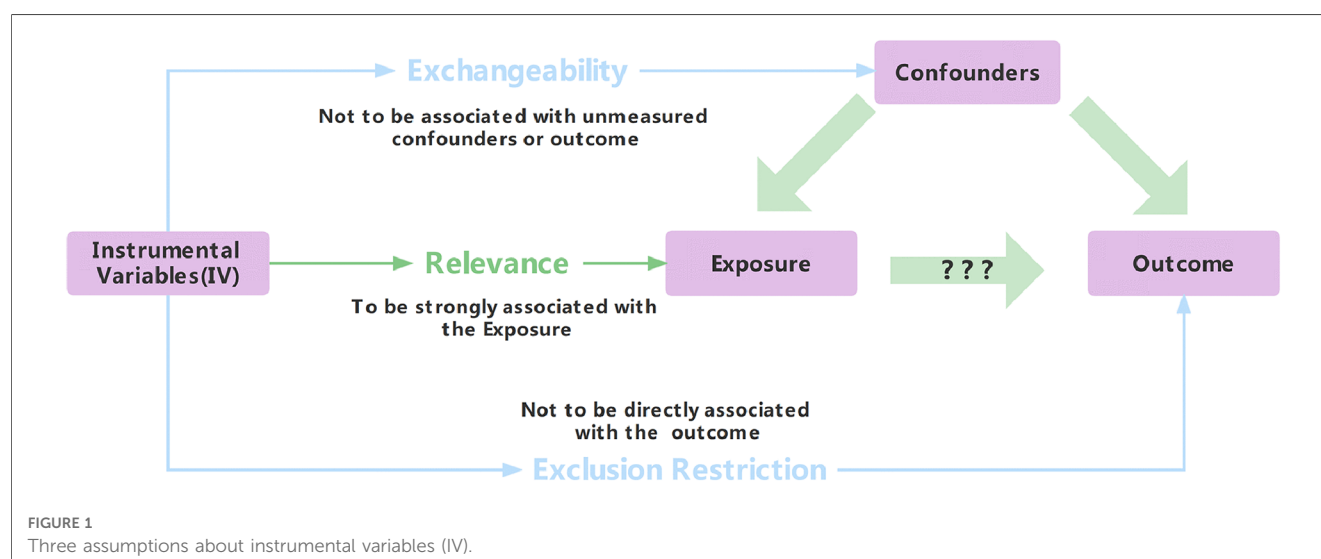 Exchangeability
Confounders
Not to be associated with unmeasured
confounders or outcome
Instrumental
Variables(IV)
Relevance
Exposure
???
Outcome
To be strongly associated with
the Exposure
Not to be directly associated
with the outcome
Exclusion Restriction
FIGURE 1
Three assumptions about instrumental variables (IV).